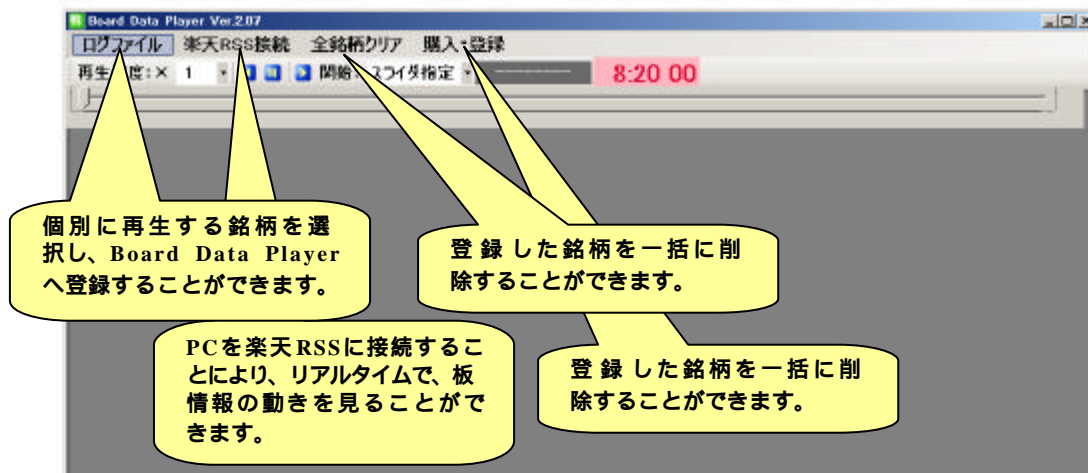 Board Data Player Ver.2.07
ログファイル 楽天RSS接続 全銘柄クリア 購入・登録
再生 度:× 1 開始: スライダ指定 8:20 00
個別に再生する銘柄を選
択し、Board Data Player
へ登録することができます。
登録した銘柄を一括に削
除することができます。
PCを楽天RSSに接続するこ
とにより、リアルタイムで、板
情報の動きを見ることがで
きます。
登録した銘柄を一括に削
除することができます。